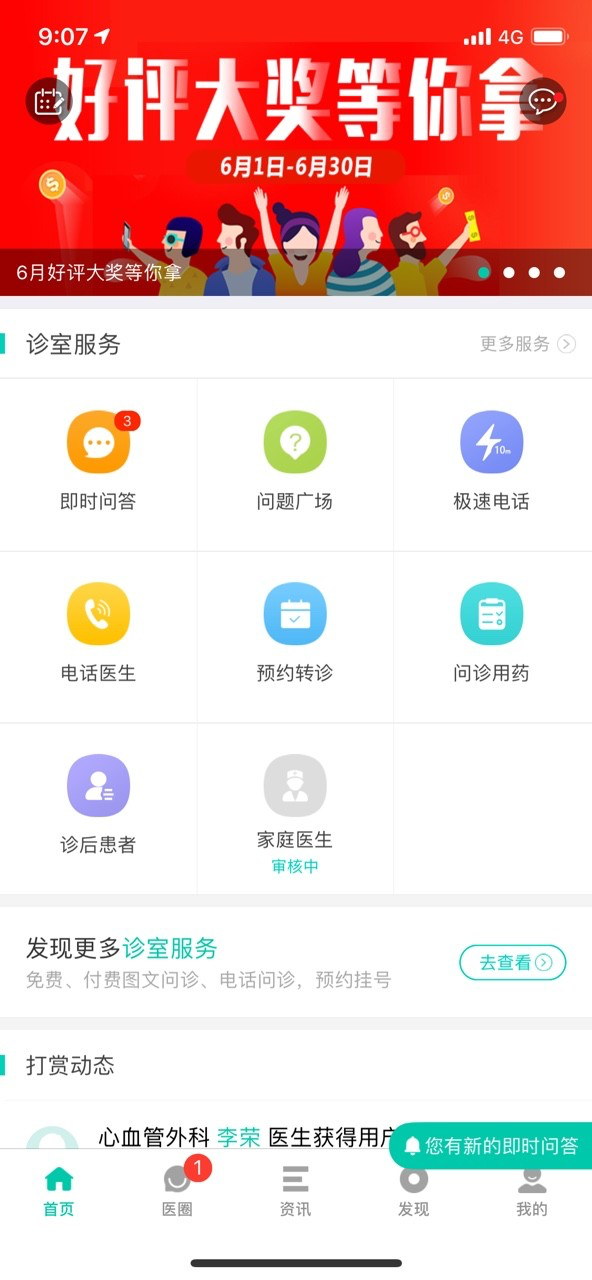 9:07
4G
好评大奖等你拿
6月1日-6月30日
6月好评大奖等你拿
诊室服务
更多服务
3
10m
即时问答
问题广场
极速电话
电话医生
预约转诊
问诊用药
诊后患者
家庭医生
审核中
发现更多诊室服务
去查看
免费、付费图文问诊、电话问诊，预约挂号
打赏动态
心血管外科 李荣 医生获得用户
您有新的即时问答
1
首页
医圈
资讯
发现
我的